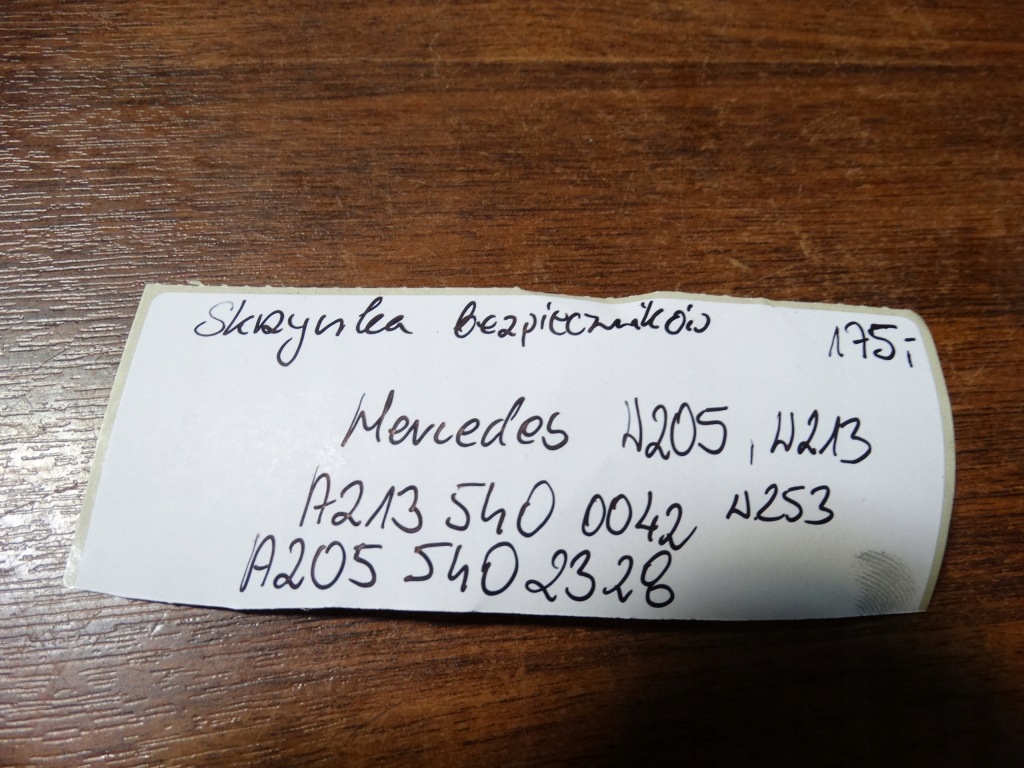 Skrzynka bezpieczników 175,-
Mercedes W205, W213
A213 540 0042 W253
A205 540 2328